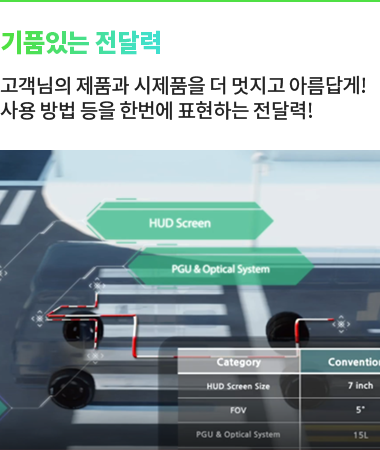 기품있는 전달력
고객님의 제품과 시제품을 더 멋지고 아름답게!
사용 방법 등을 한번에 표현하는 전달력!
HUD Screen
PGU & Optical System
Category Convention
HUD Screen Size 7 inch
FOV 5°
PGU & Optical System 15L